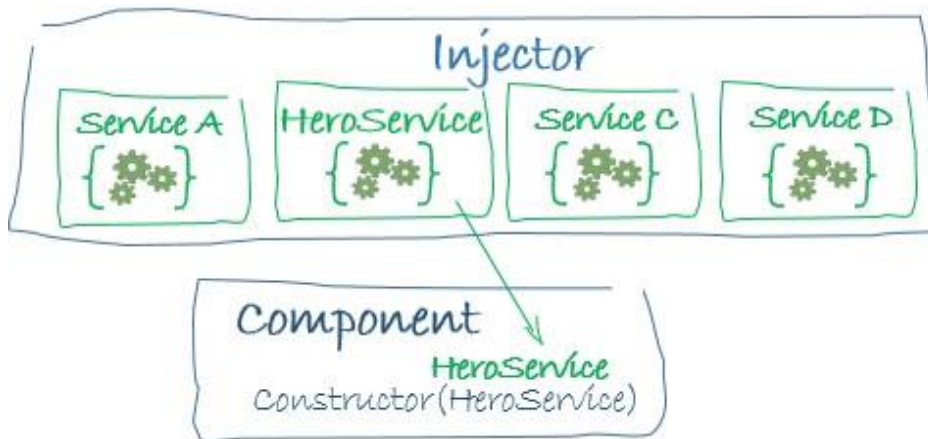 Injector
Service A
HeroService
Service C
Service D
Component
HeroService
Constructor(HeroService)